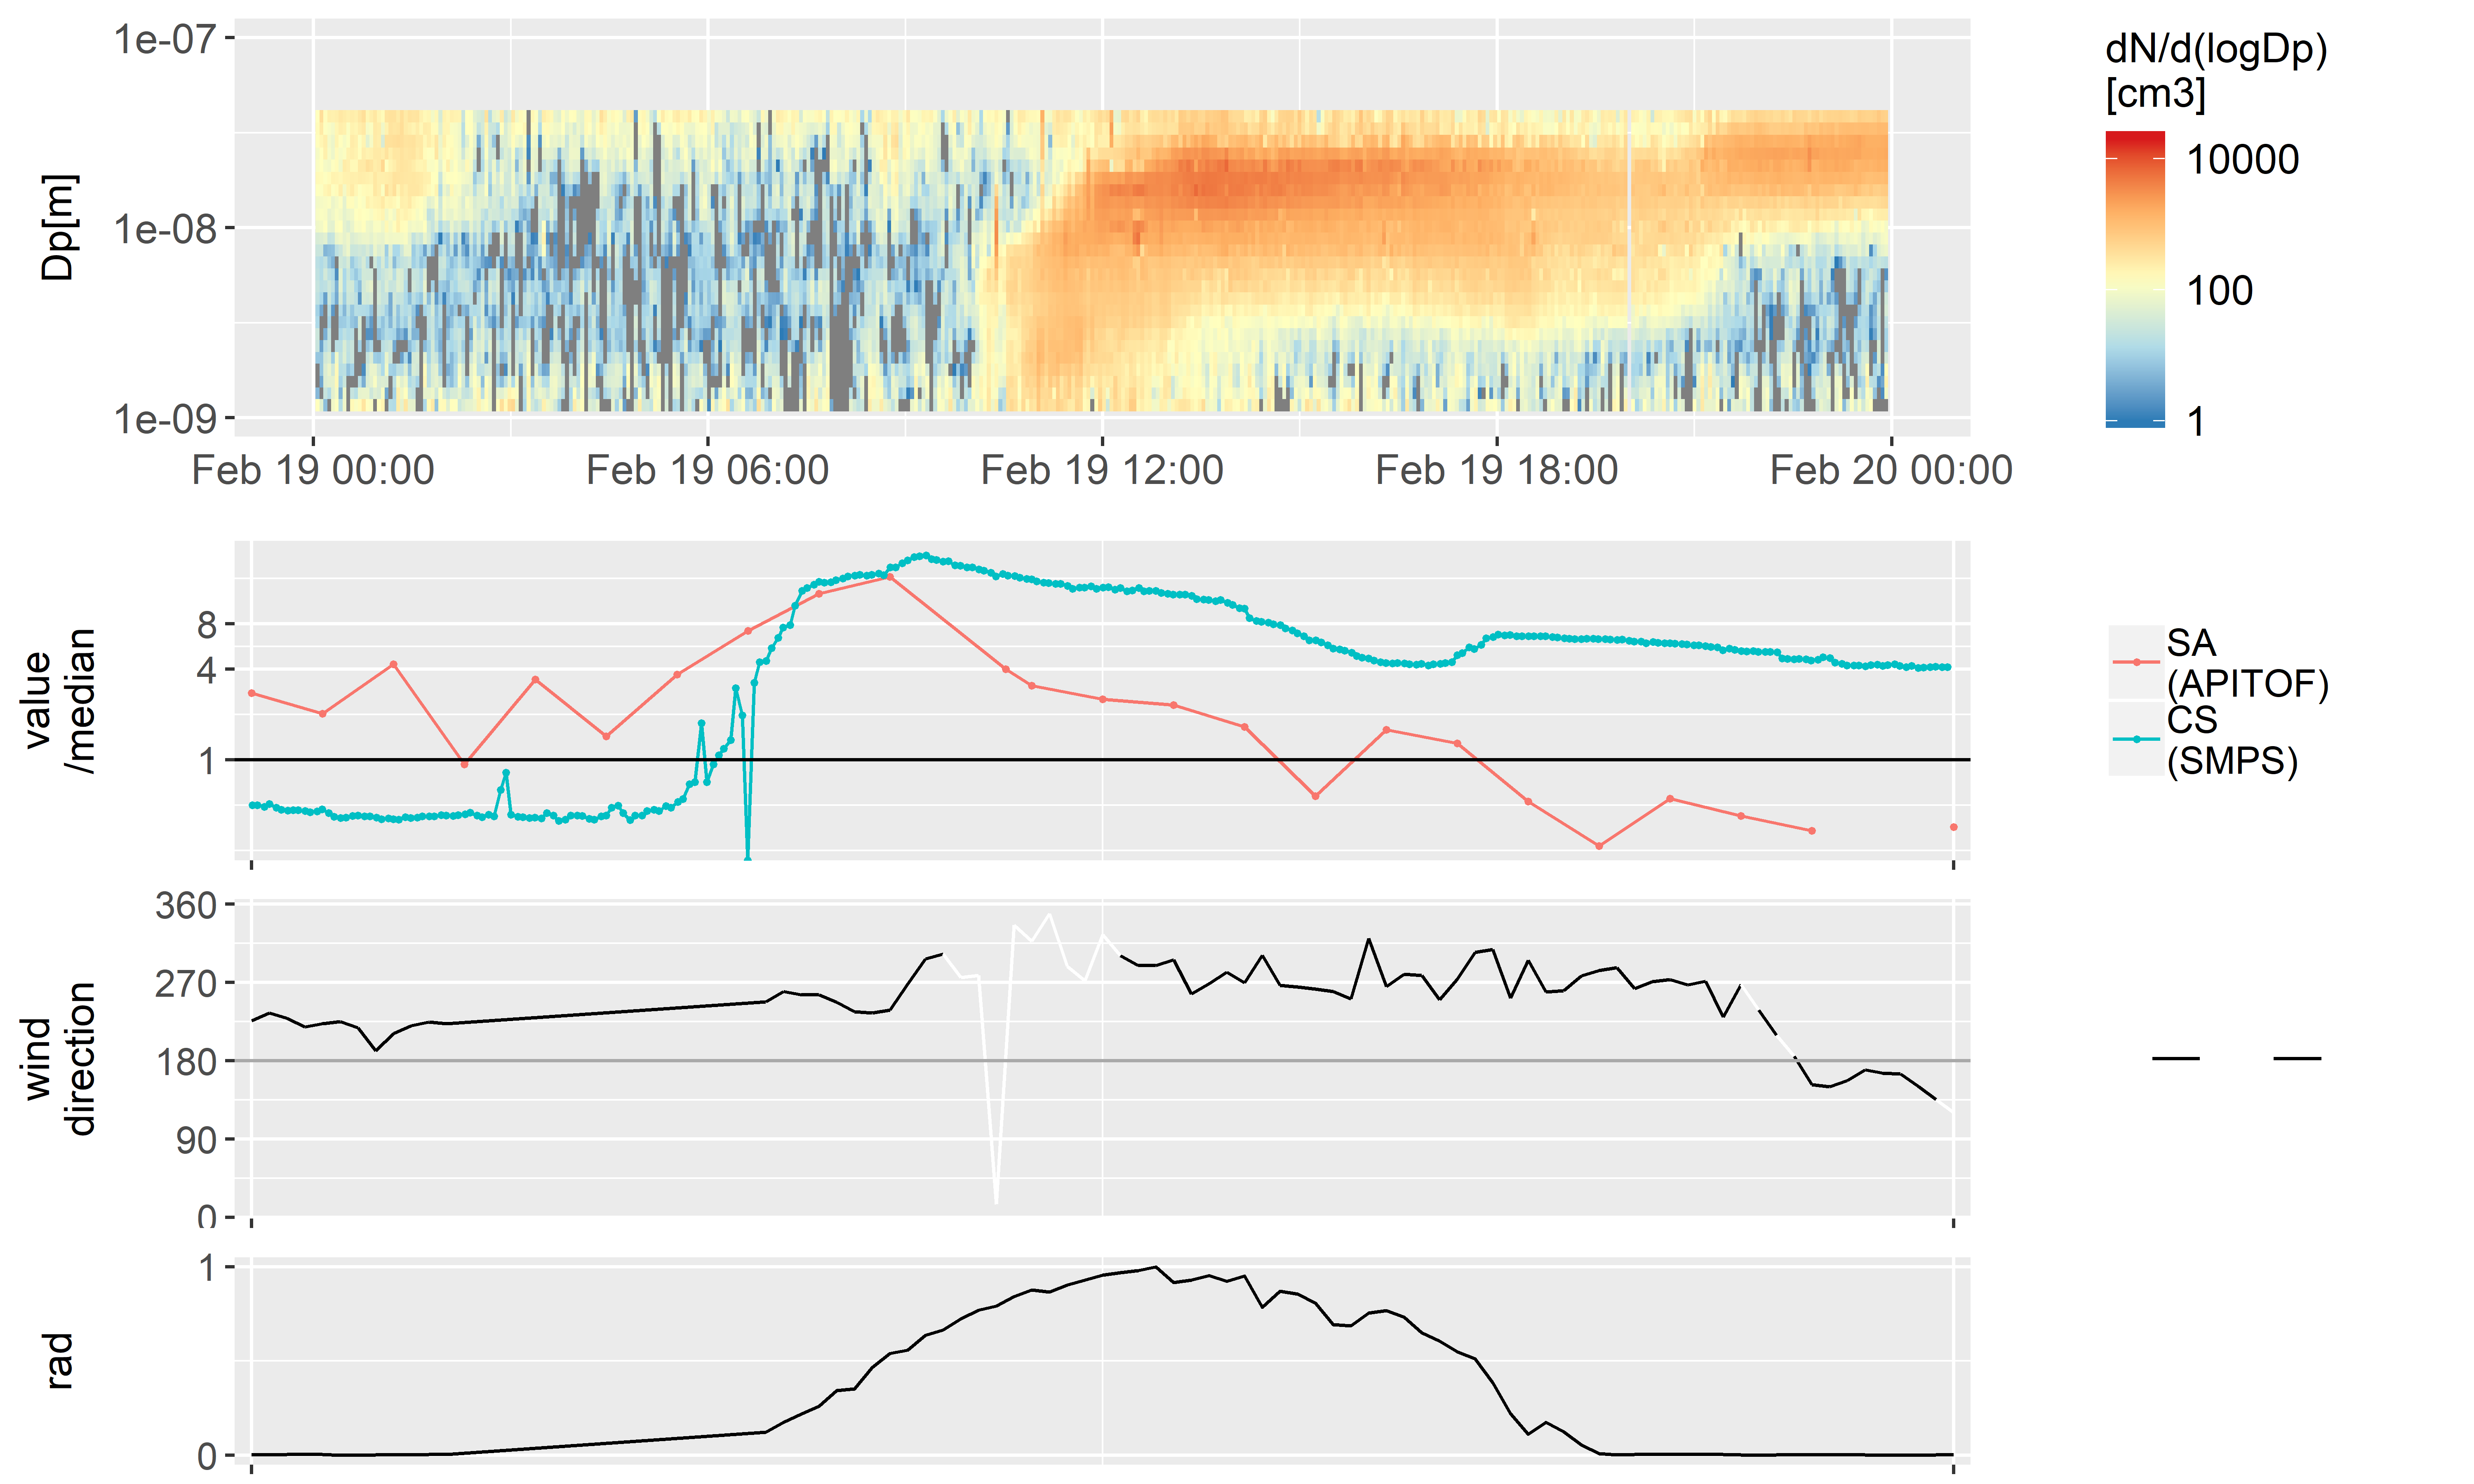 1e-07
1e-08
1e-09
Dp[m]
Feb 19 00:00
Feb 19 06:00
Feb 19 12:00
Feb 19 18:00
Feb 20 00:00
dN/d(logDp)
[cm3]
10000
100
1
value
/median
8
4
1
SA
(APITOF)
CS
(SMPS)
wind
direction
360
270
180
90
0
rad
1
0